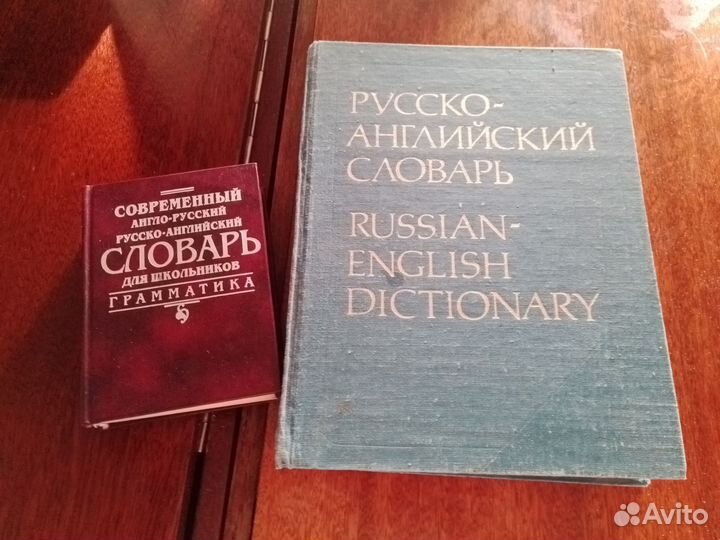 СОВРЕМЕННЫЙ
АНГЛО-РУССКИЙ
РУССКО-АНГЛИЙСКИЙ
СЛОВАРЬ
ДЛЯ ШКОЛЬНИКОВ
ГРАММАТИКА
РУССКО-
АНГЛИЙСКИЙ
СЛОВАРЬ
RUSSIAN-
ENGLISH
DICTIONARY
Avito